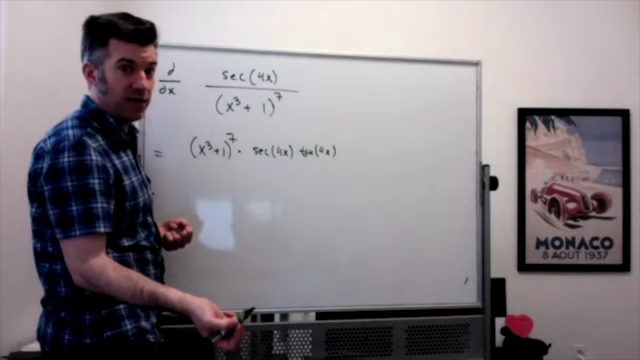 d/dx sec(4x)/(x³ + 1)⁷
= (x³+1)⁷ · sec(4x) tan(4x)
MONACO
8 AOUT 1937